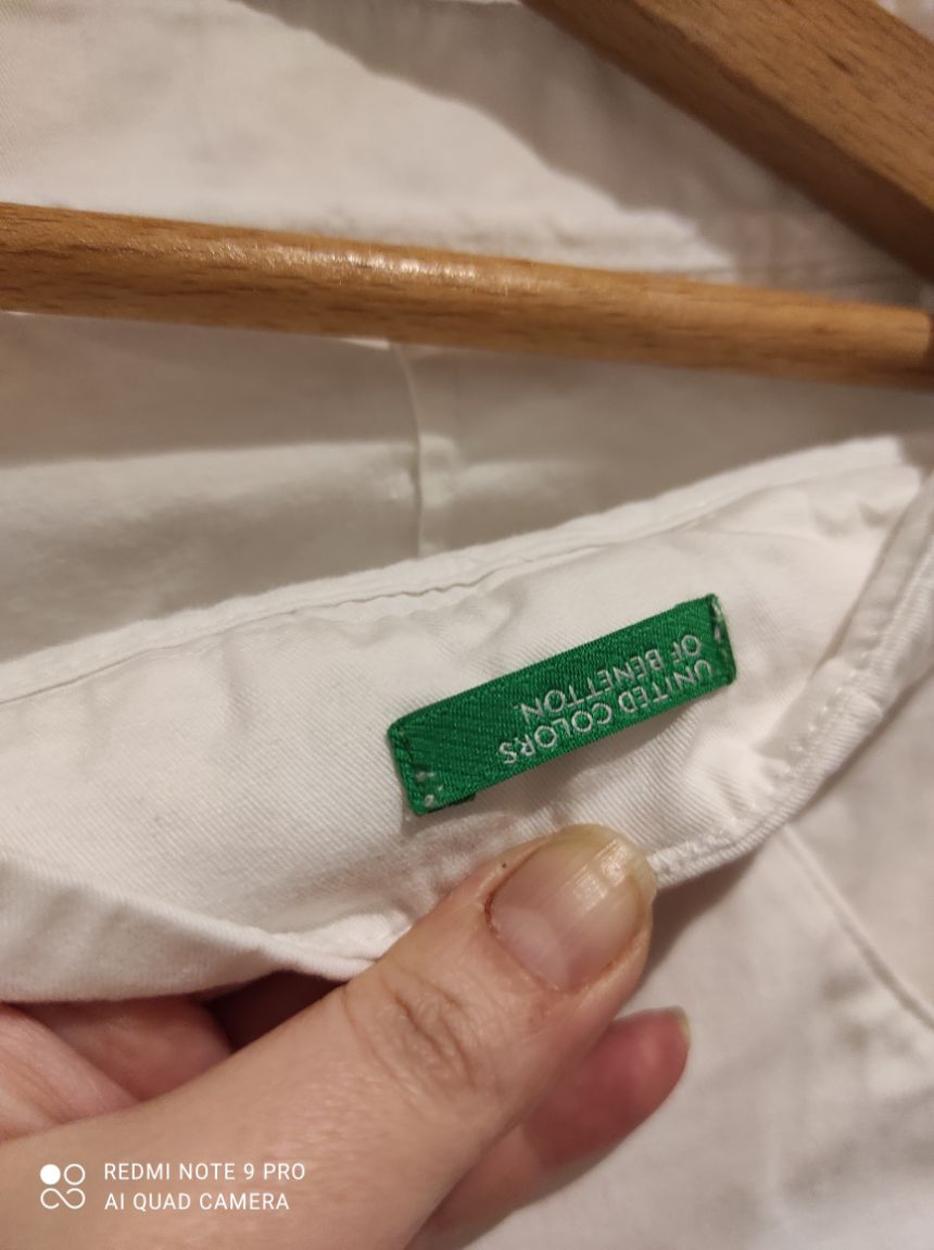 UNITED COLORS
OF BENETTON.
REDMI NOTE 9 PRO
AI QUAD CAMERA